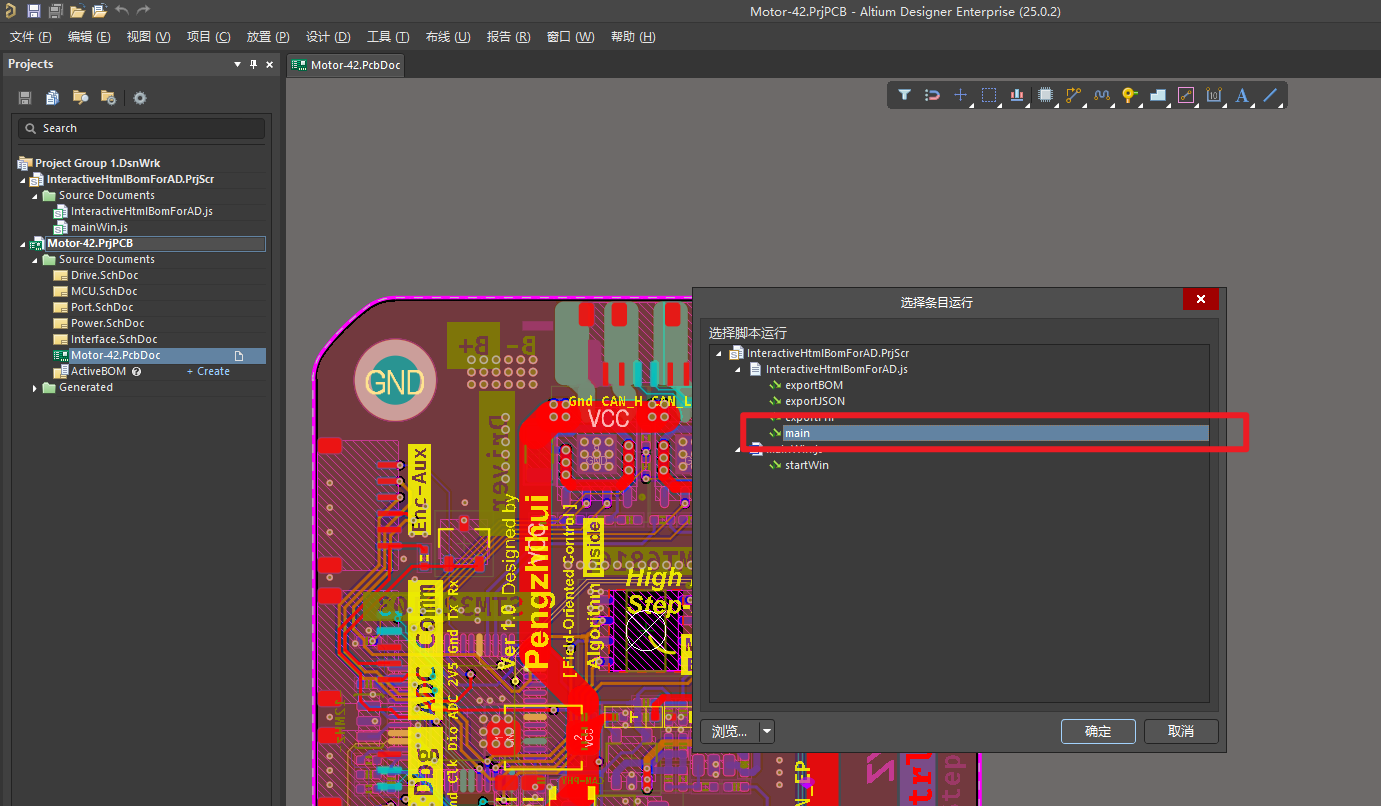 Motor-42.PrjPCB - Altium Designer Enterprise (25.0.2)
文件 (F) 编辑 (E) 视图 (V) 项目 (C) 放置 (P) 设计 (D) 工具 (T) 布线 (U) 报告 (R) 窗口 (W) 帮助 (H)
Projects
Motor-42.PcbDoc
Search
Project Group 1.DsnWrk
InteractiveHtmlBomForAD.PrjScr
Source Documents
InteractiveHtmlBomForAD.js
mainWin.js
Motor-42.PrjPCB
Source Documents
Drive.SchDoc
MCU.SchDoc
Port.SchDoc
Power.SchDoc
Interface.SchDoc
Motor-42.PcbDoc
ActiveBOM + Create
Generated
选择条目运行
选择脚本运行
InteractiveHtmlBomForAD.PrjScr
InteractiveHtmlBomForAD.js
exportBOM
exportJSON
main
startWin
浏览...
确定
取消
B+ B-
GND
Gnd CAN_H CAN_L
VCC
Driver
Enc-Aux
Ver 1.0 Designed by
Pengzhihui
[ Field-Oriented Control ]
Algorithm Inside
High
Step-
ADC Comm
ADC 2V5 Gnd Tx Rx
Dbg
Clk Dio
12MHz
VCC